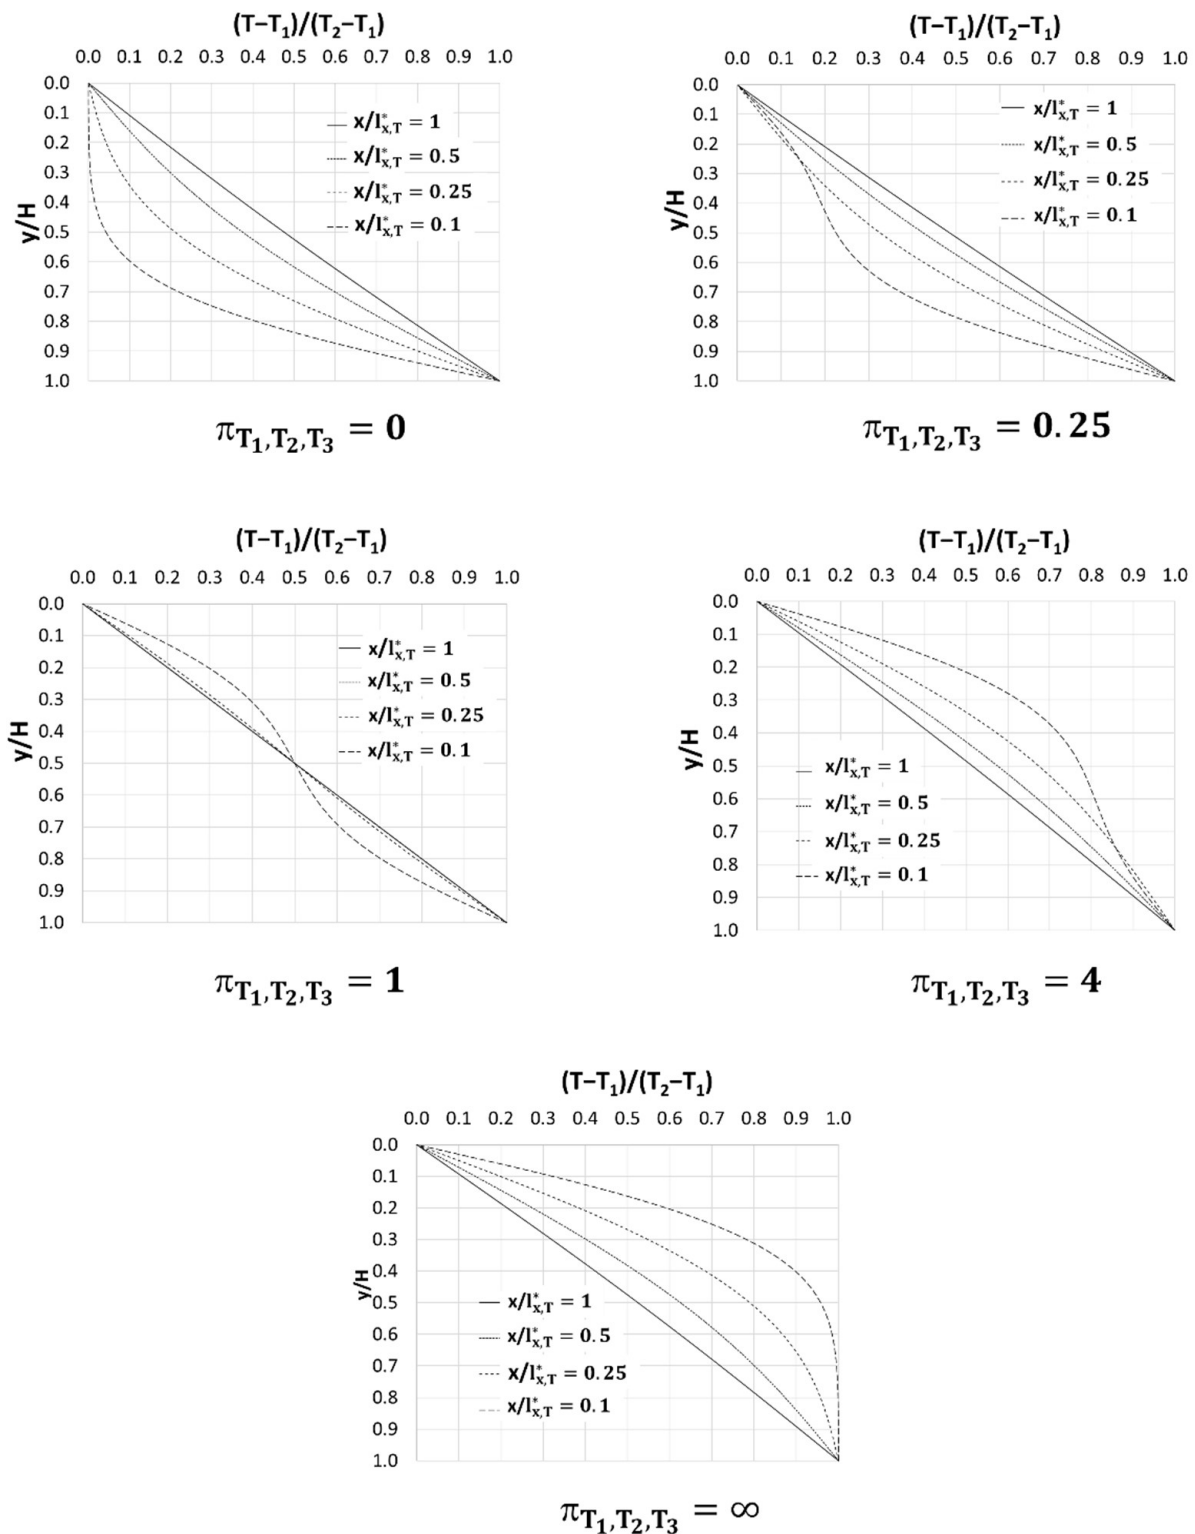 (T−T₁)/(T₂−T₁)
0.0 0.1 0.2 0.3 0.4 0.5 0.6 0.7 0.8 0.9 1.0
0.0
0.1
0.2
0.3
0.4
0.5
0.6
0.7
0.8
0.9
1.0
y/H
x/l*x,T = 1
x/l*x,T = 0.5
x/l*x,T = 0.25
x/l*x,T = 0.1
πT₁,T₂,T₃ = 0
(T−T₁)/(T₂−T₁)
0.0 0.1 0.2 0.3 0.4 0.5 0.6 0.7 0.8 0.9 1.0
0.0
0.1
0.2
0.3
0.4
0.5
0.6
0.7
0.8
0.9
1.0
y/H
x/l*x,T = 1
x/l*x,T = 0.5
x/l*x,T = 0.25
x/l*x,T = 0.1
πT₁,T₂,T₃ = 0.25
(T−T₁)/(T₂−T₁)
0.0 0.1 0.2 0.3 0.4 0.5 0.6 0.7 0.8 0.9 1.0
0.0
0.1
0.2
0.3
0.4
0.5
0.6
0.7
0.8
0.9
1.0
y/H
x/l*x,T = 1
x/l*x,T = 0.5
x/l*x,T = 0.25
x/l*x,T = 0.1
πT₁,T₂,T₃ = 1
(T−T₁)/(T₂−T₁)
0.0 0.1 0.2 0.3 0.4 0.5 0.6 0.7 0.8 0.9 1.0
0.0
0.1
0.2
0.3
0.4
0.5
0.6
0.7
0.8
0.9
1.0
y/H
x/l*x,T = 1
x/l*x,T = 0.5
x/l*x,T = 0.25
x/l*x,T = 0.1
πT₁,T₂,T₃ = 4
(T−T₁)/(T₂−T₁)
0.0 0.1 0.2 0.3 0.4 0.5 0.6 0.7 0.8 0.9 1.0
0.0
0.1
0.2
0.3
0.4
0.5
0.6
0.7
0.8
0.9
1.0
y/H
x/l*x,T = 1
x/l*x,T = 0.5
x/l*x,T = 0.25
x/l*x,T = 0.1
πT₁,T₂,T₃ = ∞